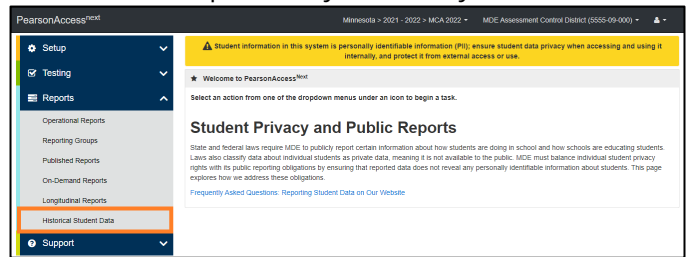 PearsonAccessnext
Minnesota > 2021 - 2022 > MCA 2022
MDE Assessment Control District (5555-09-000)
Setup
Testing
Reports
Operational Reports
Reporting Groups
Published Reports
On-Demand Reports
Longitudinal Reports
Historical Student Data
Support
Student information in this system is personally identifiable information (PII); ensure student data privacy when accessing and using it
internally, and protect it from external access or use.
Welcome to PearsonAccessNext
Select an action from one of the dropdown menus under an icon to begin a task.
Student Privacy and Public Reports
State and federal laws require MDE to publicly report certain information about how students are doing in school and how schools are educating students.
Laws also classify data about individual students as private data, meaning it is not available to the public. MDE must balance individual student privacy
rights with its public reporting obligations by ensuring that reported data does not reveal any personally identifiable information about students. This page
explores how we address these obligations.
Frequently Asked Questions: Reporting Student Data on Our Website